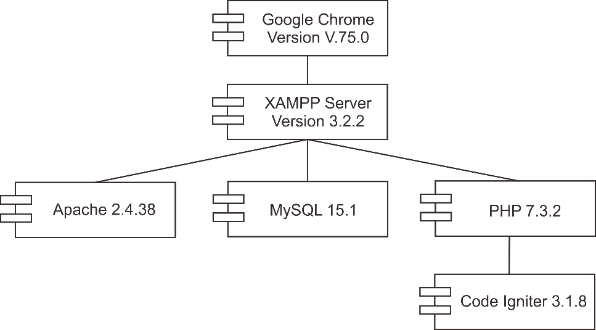 Google Chrome
Version V.75.0
XAMPP Server
Version 3.2.2
Apache 2.4.38
MySQL 15.1
PHP 7.3.2
Code Igniter 3.1.8